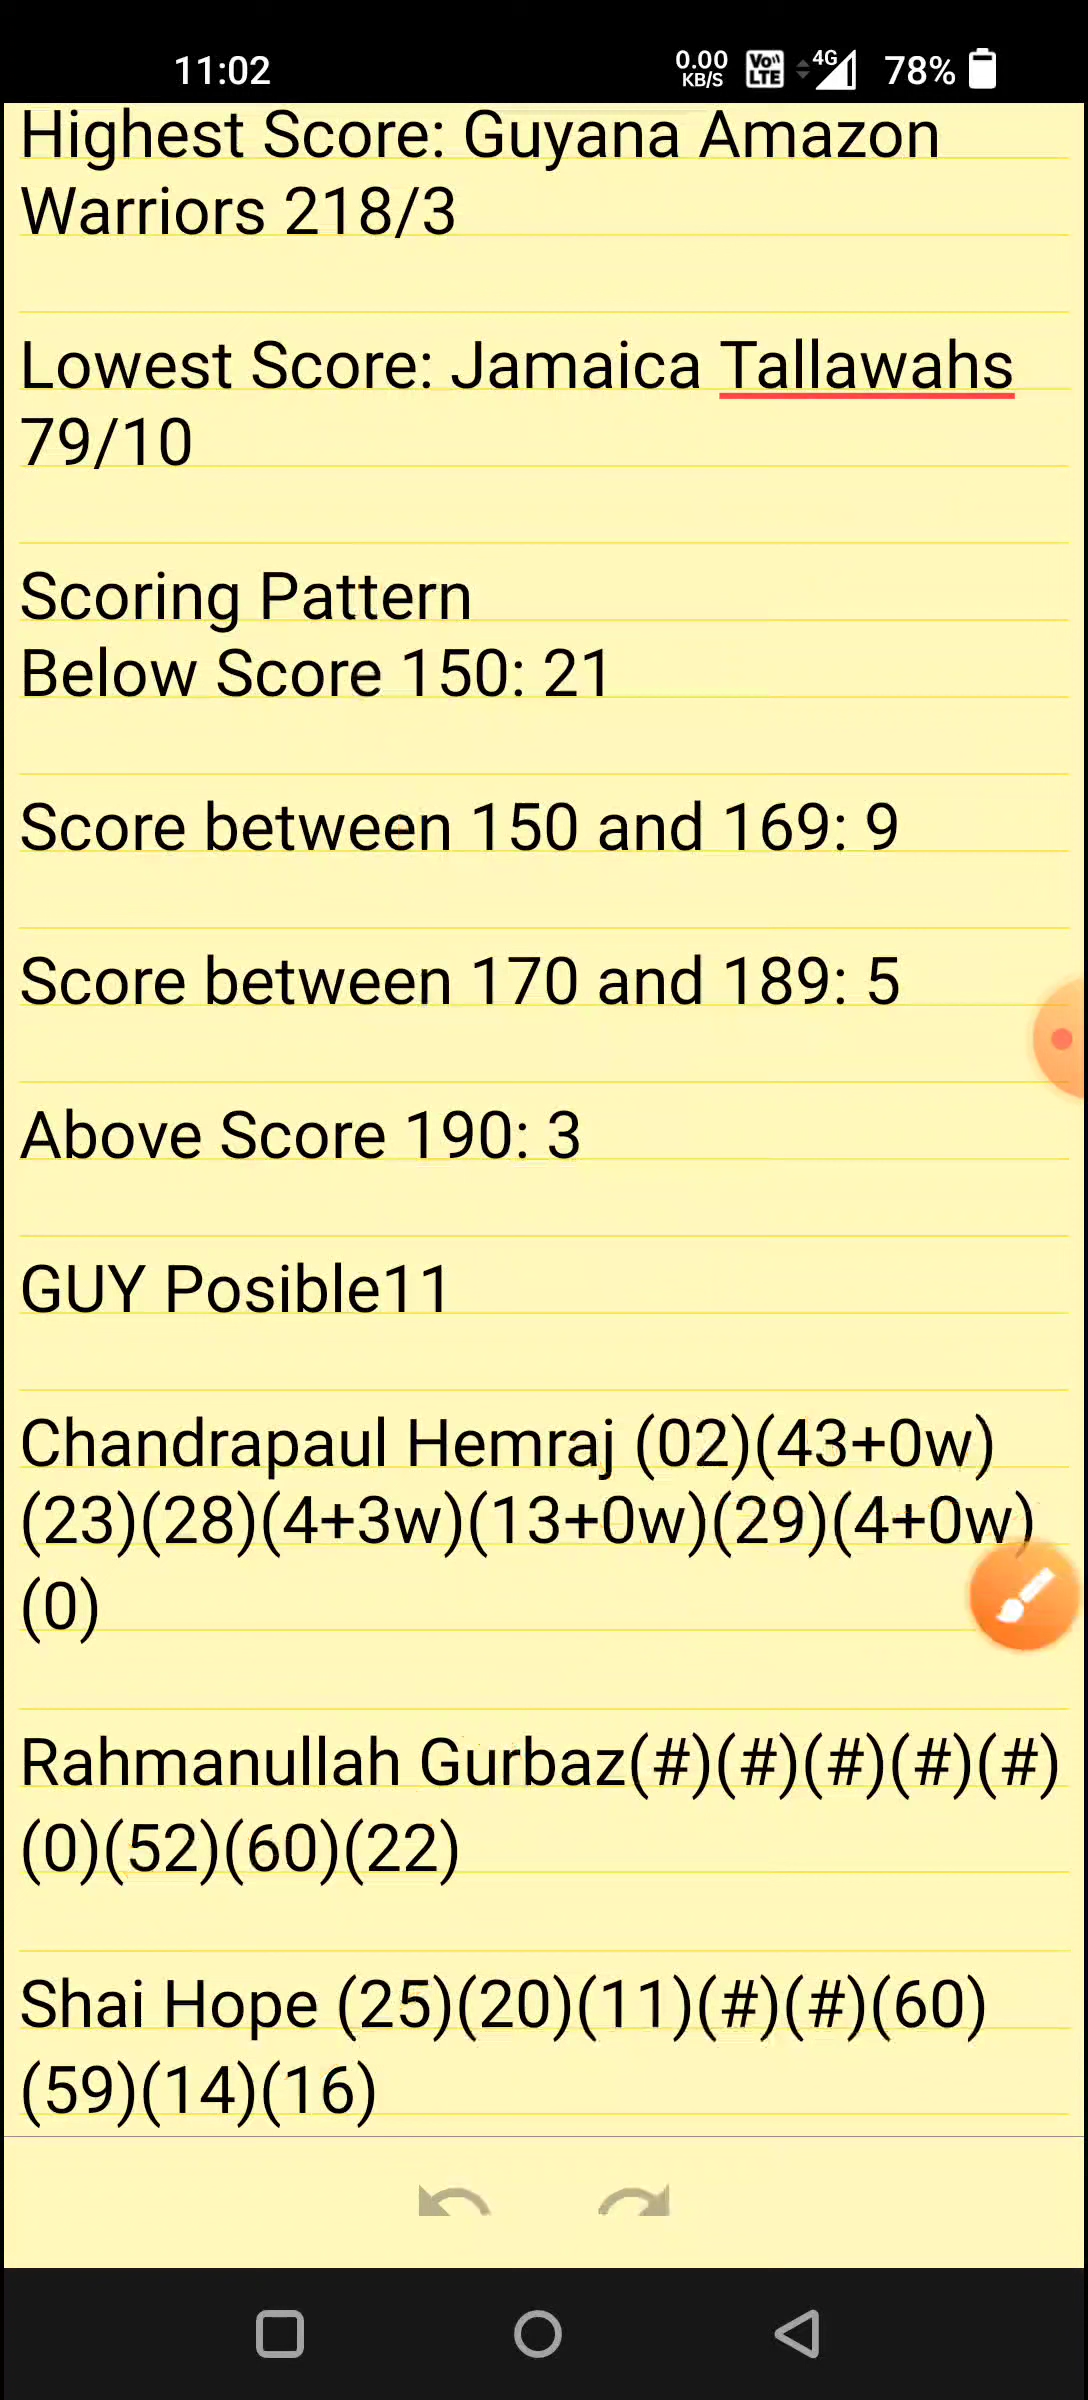 11:02
0.00
KB/S
Vo))
LTE
4G
78%
Highest Score: Guyana Amazon
Warriors 218/3
Lowest Score: Jamaica Tallawahs
79/10
Scoring Pattern
Below Score 150: 21
Score between 150 and 169: 9
Score between 170 and 189: 5
Above Score 190: 3
GUY Posible11
Chandrapaul Hemraj (02)(43+0w)
(23)(28)(4+3w)(13+0w)(29)(4+0w)
(0)
Rahmanullah Gurbaz(#)(#)(#)(#)(#)
(0)(52)(60)(22)
Shai Hope (25)(20)(11)(#)(#)(60)
(59)(14)(16)